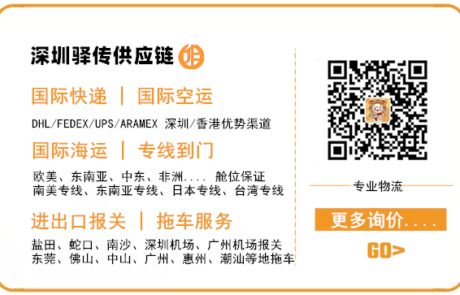 深圳驿传供应链
国际快递 | 国际空运
DHL/FEDEX/UPS/ARAMEX 深圳/香港优势渠道
国际海运 | 专线到门
欧美、东南亚、中东、非洲.... 舱位保证
南美专线、东南亚专线、日本专线、台湾专线
进出口报关 | 拖车服务
盐田、蛇口、南沙、深圳机场、广州机场报关
东莞、佛山、中山、广州、惠州、潮汕等地拖车
专业物流
更多询价....
GO>